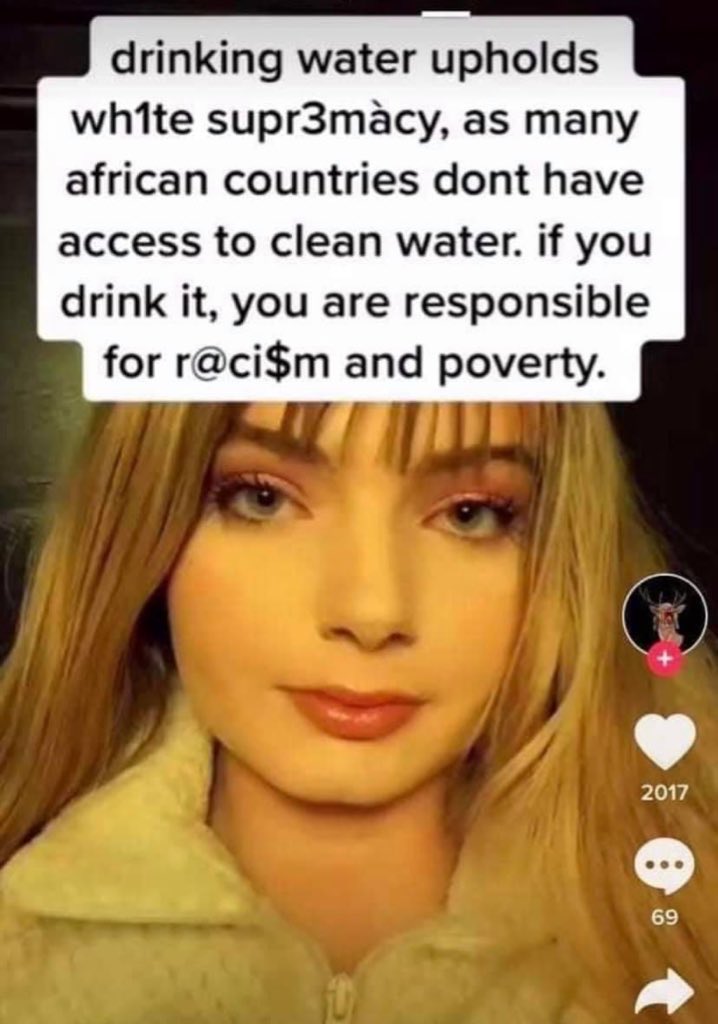 drinking water upholds
wh1te supr3màcy, as many
african countries dont have
access to clean water. if you
drink it, you are responsible
for r@ci$m and poverty.
2017
69